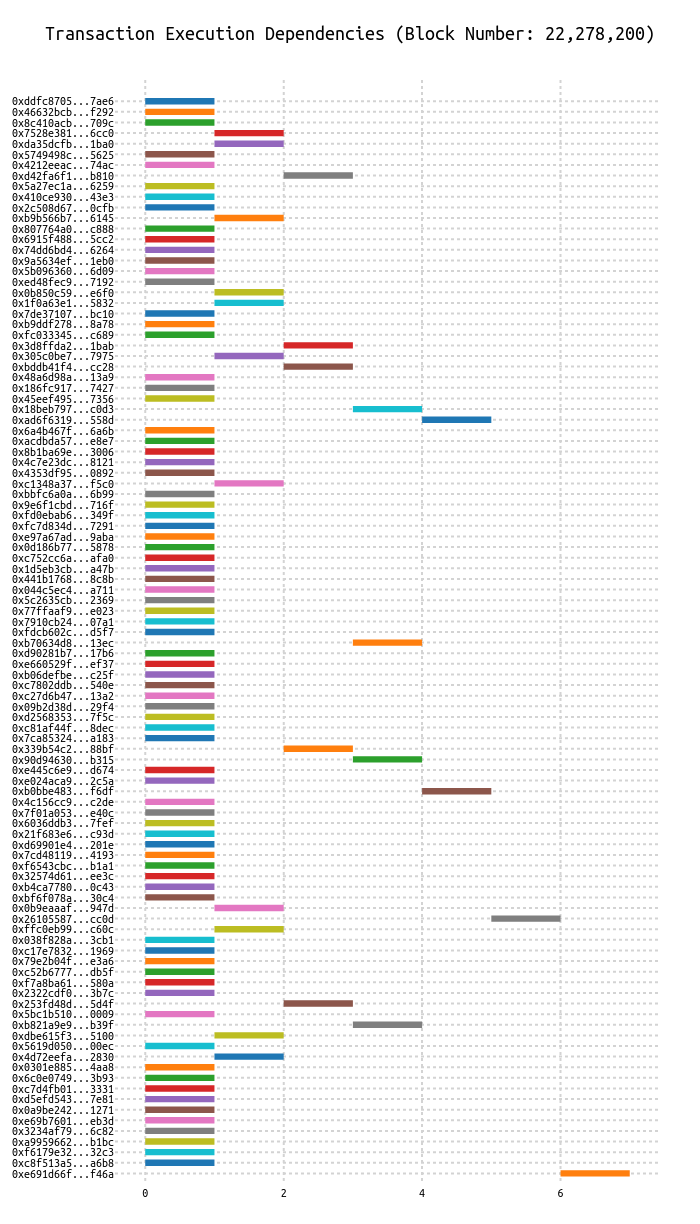 Transaction Execution Dependencies (Block Number: 22,278,200)
0xddfc8705...7ae6
0x46632bcb...f292
0x8c410acb...709c
0x7528e381...6cc0
0xda35dcfb...1ba0
0x5749498c...5625
0x4212eeac...74ac
0xd42fa6f1...b810
0x5a27ec1a...6259
0x410ce930...43e3
0x2c508d67...0cfb
0xb9b566b7...6145
0x807764a0...c888
0x6915f488...5cc2
0x74dd6bd4...6264
0x9a5634ef...1eb0
0x5b096360...6d09
0xed48fec9...7192
0x0b850c59...e6f0
0x1f0a63e1...5832
0x7de37107...bc10
0xb9ddf278...8a78
0xfc033345...c689
0x3d8ffda2...1bab
0x305c0be7...7975
0xbddb41f4...cc28
0x48a6d98a...13a9
0x186fc917...7427
0x45eef495...7356
0x18beb797...c0d3
0xad6f6319...558d
0x6a4b467f...6a6b
0xacdbda57...e8e7
0x8b1ba69e...3006
0x4c7e23dc...8121
0x4353df95...0892
0xc1348a37...f5c0
0xbbfc6a0a...6b99
0x9e6f1cbd...716f
0xfd0ebab6...349f
0xfc7d834d...7291
0xe97a67ad...9aba
0x0d186b77...5878
0xc752cc6a...afa0
0x1d5eb3cb...a47b
0x441b1768...8c8b
0x044c5ec4...a711
0x5c2635cb...2369
0x77ffaaf9...e023
0x7910cb24...07a1
0xfdcb602c...d5f7
0xb70634d8...13ec
0xd90281b7...17b6
0xe660529f...ef37
0xb06defbe...c25f
0xc7802ddb...540e
0xc27d6b47...13a2
0x09b2d38d...29f4
0xd2568353...7f5c
0xc81af44f...8dec
0x7ca85324...a183
0x339b54c2...88bf
0x90d94630...b315
0xe445c6e9...d674
0xe024aca9...2c5a
0xb0bbe483...f6df
0x4c156cc9...c2de
0x7f01a053...e40c
0x6036ddb3...7fef
0x21f683e6...c93d
0xd69901e4...201e
0x7cd48119...4193
0xf6543cbc...b1a1
0x32574d61...ee3c
0xb4ca7780...0c43
0xbf6f078a...30c4
0x0b9eaaaf...947d
0x26105587...cc0d
0xffc0eb99...c60c
0x038f828a...3cb1
0xc17e7832...1969
0x79e2b04f...e3a6
0xc52b6777...db5f
0xf7a8ba61...580a
0x2322cdf0...3b7c
0x253fd48d...5d4f
0x5bc1b510...0009
0xb821a9e9...b39f
0xdbe615f3...5100
0x5619d050...00ec
0x4d72eefa...2830
0x0301e885...4aa8
0x6c0e0749...3b93
0xc7d4fb01...3331
0xd5efd543...7e81
0x0a9be242...1271
0xe69b7601...eb3d
0x3234af79...6c82
0xa9959662...b1bc
0xf6179e32...32c3
0xc8f513a5...a6b8
0xe691d66f...f46a
0 2 4 6